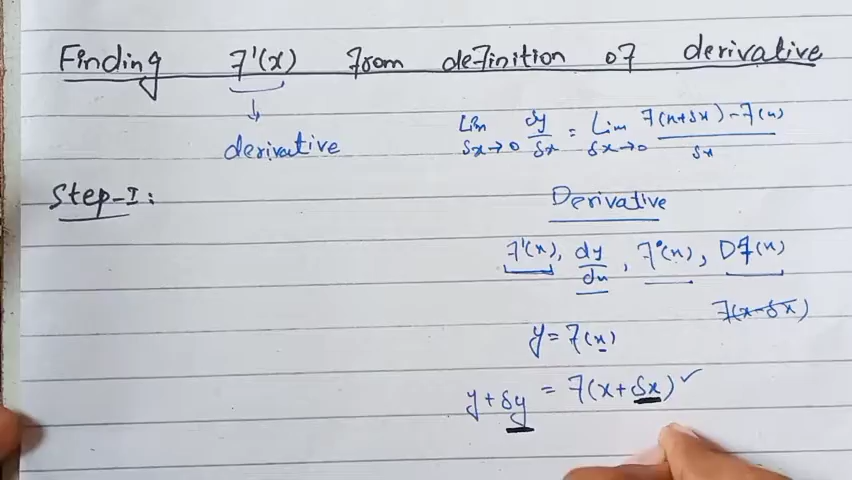 Finding f'(x) from definition of derivative
↓
derivative
Lim δx→0 δy/δx = Lim δx→0 f(x+δx)-f(x)/δx
Step-I:
Derivative
f'(x), dy/dx, f°(x), Df(x)
f(x-δx)
y = f(x)
y+δy = f(x+δx) ✓